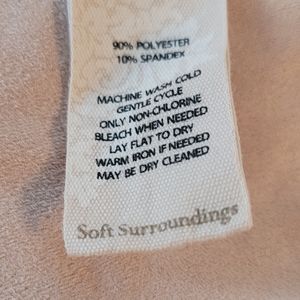 90% POLYESTER
10% SPANDEX
MACHINE WASH COLD
GENTLE CYCLE
ONLY NON-CHLORINE
BLEACH WHEN NEEDED
LAY FLAT TO DRY
WARM IRON IF NEEDED
MAY BE DRY CLEANED
Soft Surroundings